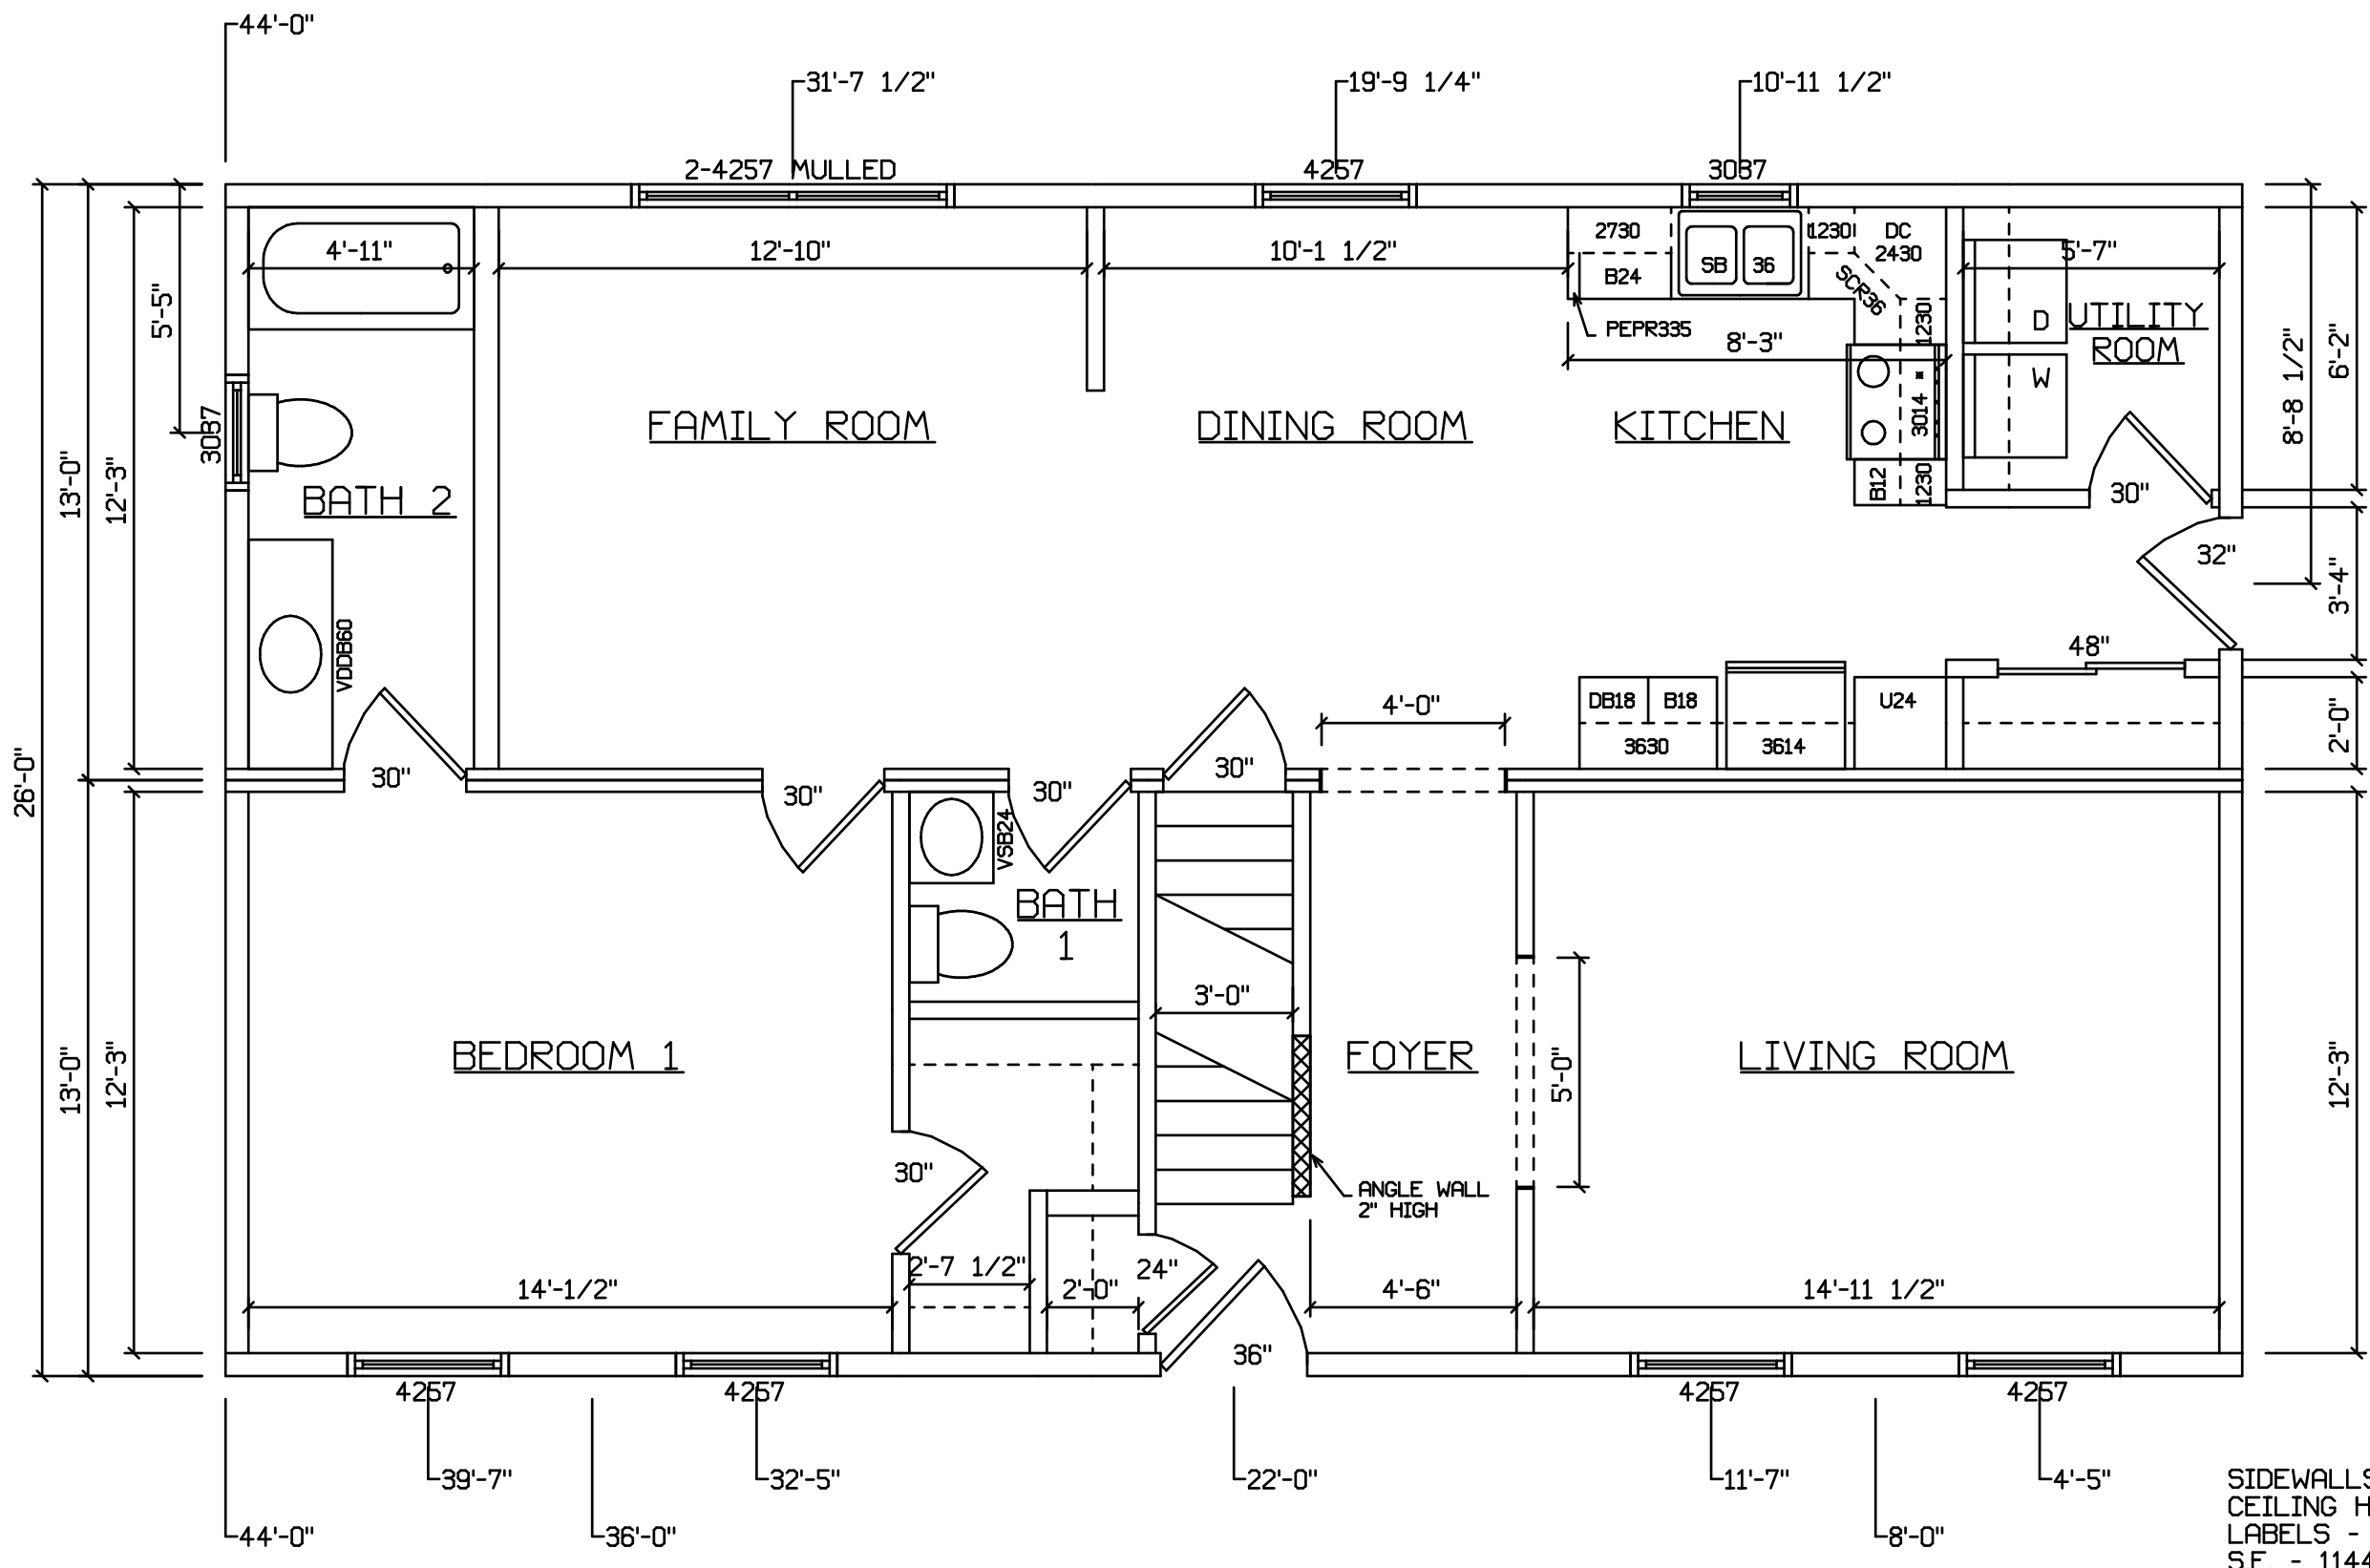 44'-0"
31'-7 1/2"
19'-9 1/4"
10'-11 1/2"
2-4257 MULLED
4257
3037
4'-11"
12'-10"
10'-1 1/2"
2730
B24
SB 36
1230
DC
2430
SCR36
1230
5'-7"
PEPR335
8'-3"
D
W
UTILITY
ROOM
5'-5"
3037
13'-0"
12'-3"
26'-0"
FAMILY ROOM
DINING ROOM
KITCHEN
BATH 2
3014
B12
1230
30"
32"
8'-8 1/2"
6'-2"
3'-4"
2'-0"
48"
VDDB60
4'-0"
DB18
B18
U24
3630
3614
30"
30"
30"
30"
VSB24
BATH
1
3'-0"
BEDROOM 1
FOYER
LIVING ROOM
5'-0"
13'-0"
12'-3"
12'-3"
30"
ANGLE WALL
2" HIGH
2'-7 1/2"
2'-0"
24"
14'-1/2"
4'-6"
14'-11 1/2"
36"
4257
4257
4257
4257
39'-7"
32'-5"
22'-0"
11'-7"
4'-5"
44'-0"
36'-0"
8'-0"
SIDEWALLS
CEILING H
LABELS -
S.F. - 1144